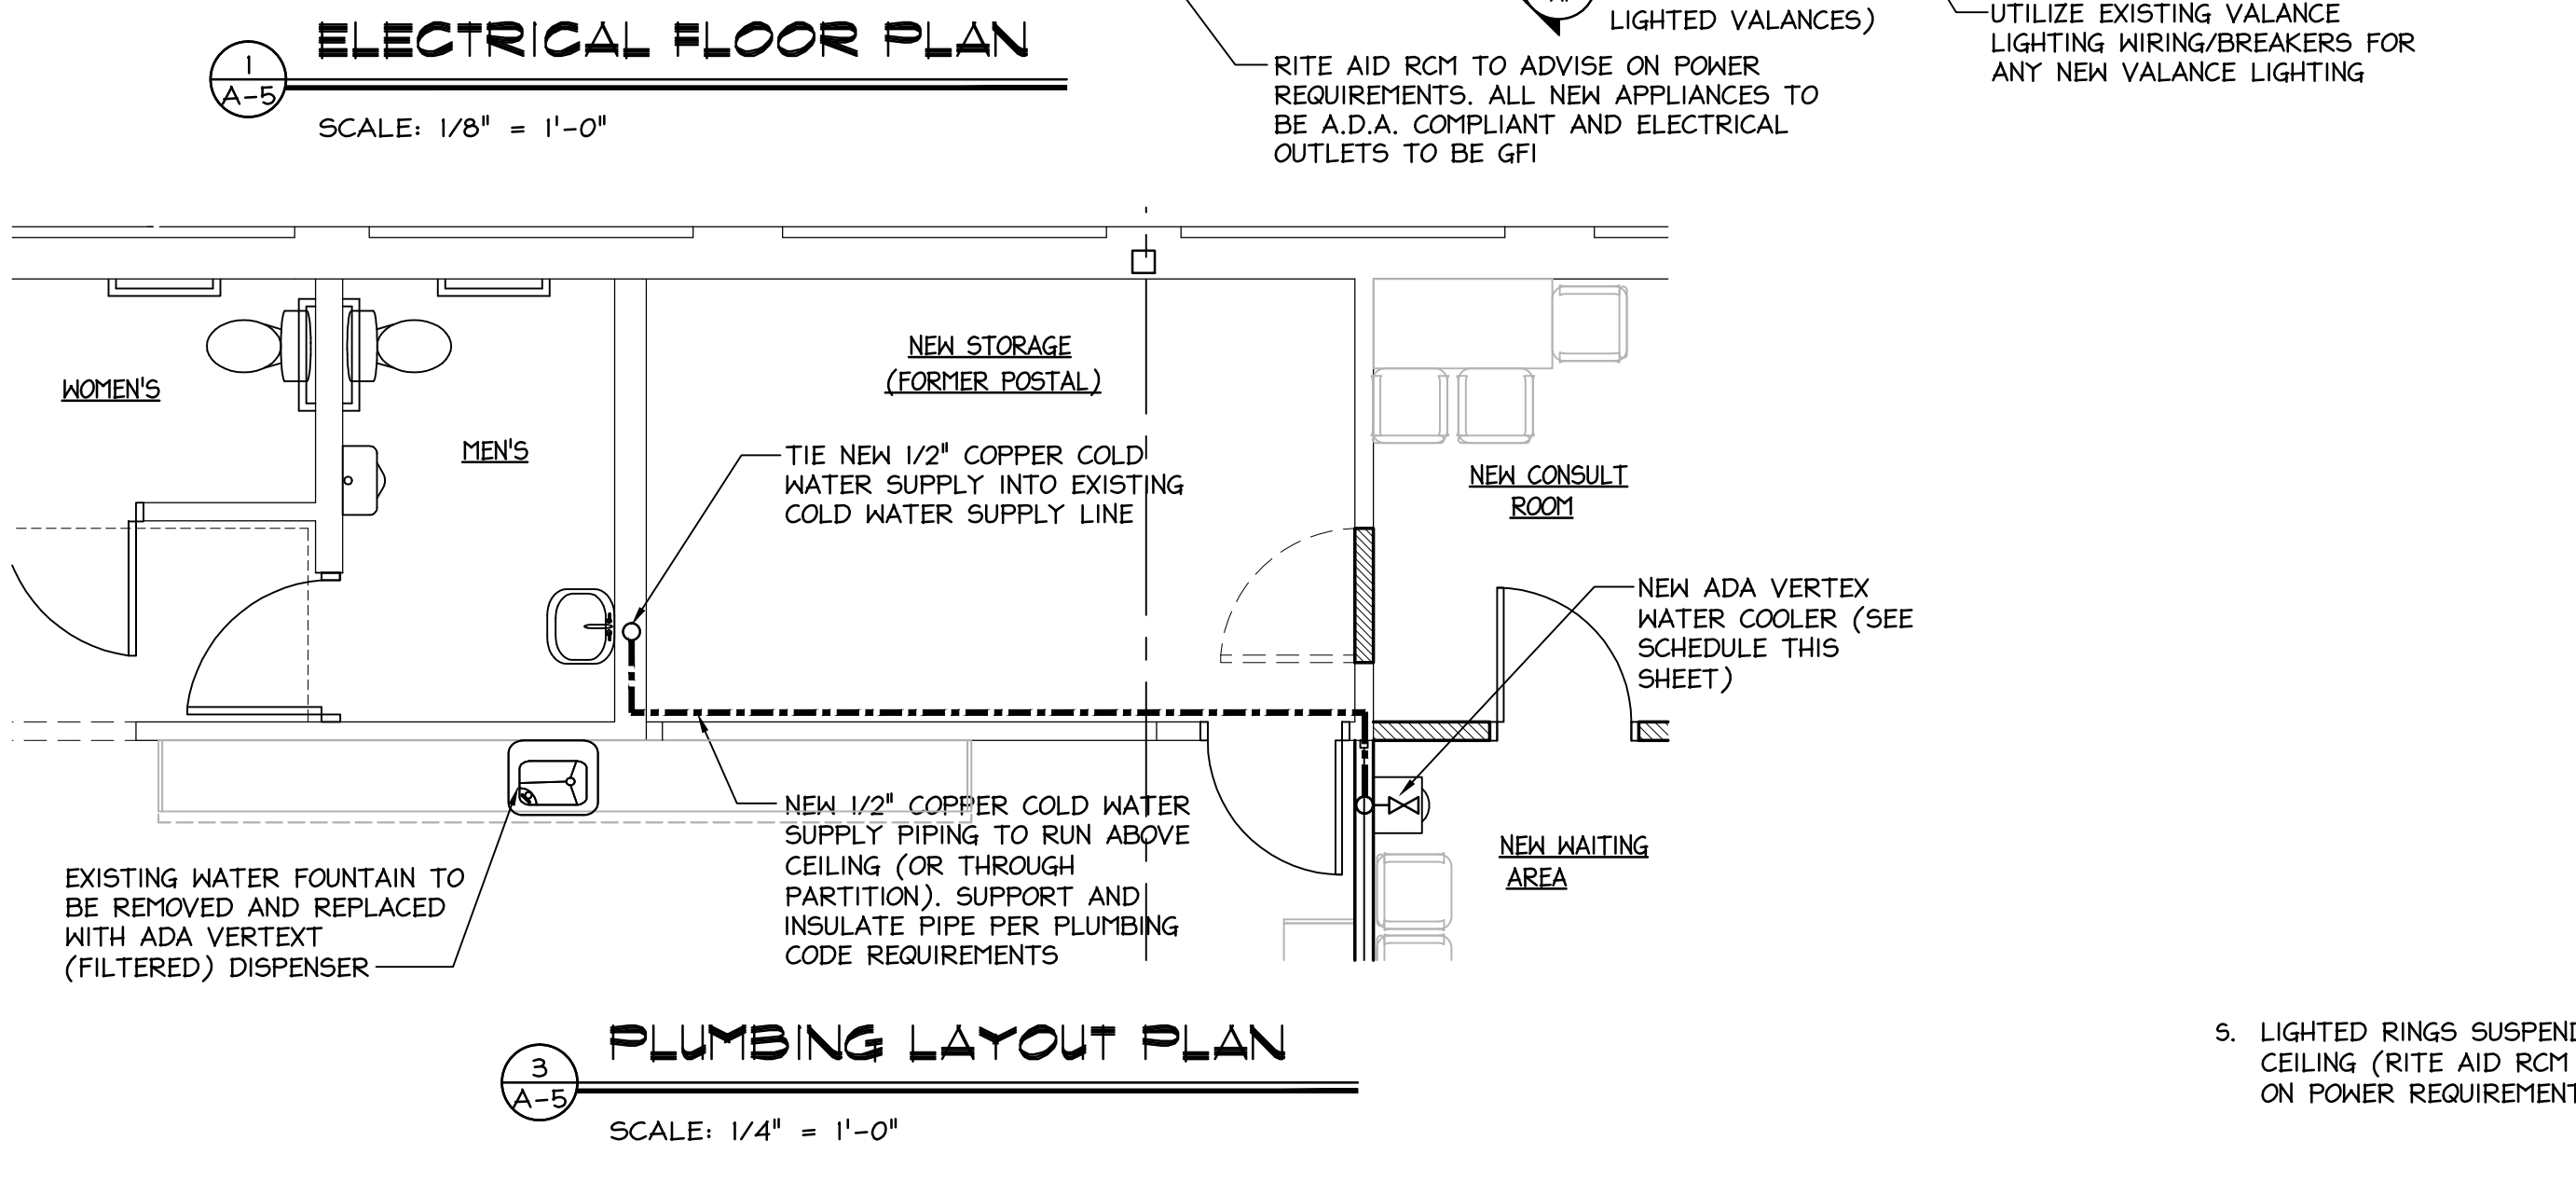 LIGHTED VALANCES)
UTILIZE EXISTING VALANCE
LIGHTING WIRING/BREAKERS FOR
ANY NEW VALANCE LIGHTING
1
A-5
ELECTRICAL FLOOR PLAN
SCALE: 1/8" = 1'-0"
RITE AID RCM TO ADVISE ON POWER
REQUIREMENTS. ALL NEW APPLIANCES TO
BE A.D.A. COMPLIANT AND ELECTRICAL
OUTLETS TO BE GFI
WOMEN'S
MEN'S
NEW STORAGE
(FORMER POSTAL)
TIE NEW 1/2" COPPER COLD
WATER SUPPLY INTO EXISTING
COLD WATER SUPPLY LINE
NEW CONSULT
ROOM
NEW ADA VERTEX
WATER COOLER (SEE
SCHEDULE THIS
SHEET)
NEW 1/2" COPPER COLD WATER
SUPPLY PIPING TO RUN ABOVE
CEILING (OR THROUGH
PARTITION). SUPPORT AND
INSULATE PIPE PER PLUMBING
CODE REQUIREMENTS
NEW WAITING
AREA
EXISTING WATER FOUNTAIN TO
BE REMOVED AND REPLACED
WITH ADA VERTEXT
(FILTERED) DISPENSER
3
A-5
PLUMBING LAYOUT PLAN
SCALE: 1/4" = 1'-0"
S. LIGHTED RINGS SUSPEND
CEILING (RITE AID RCM
ON POWER REQUIREMENT